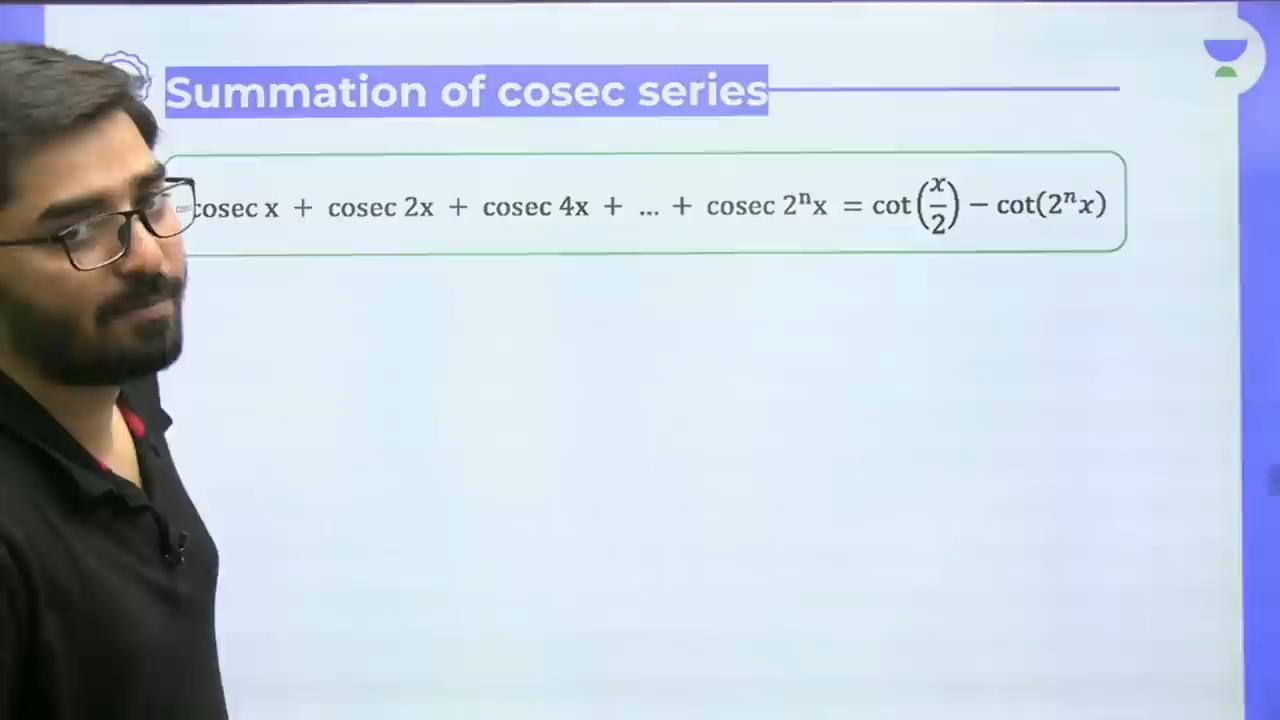 Summation of cosec series
cosec x + cosec 2x + cosec 4x + ... + cosec 2ⁿx = cot(x/2) − cot(2ⁿx)